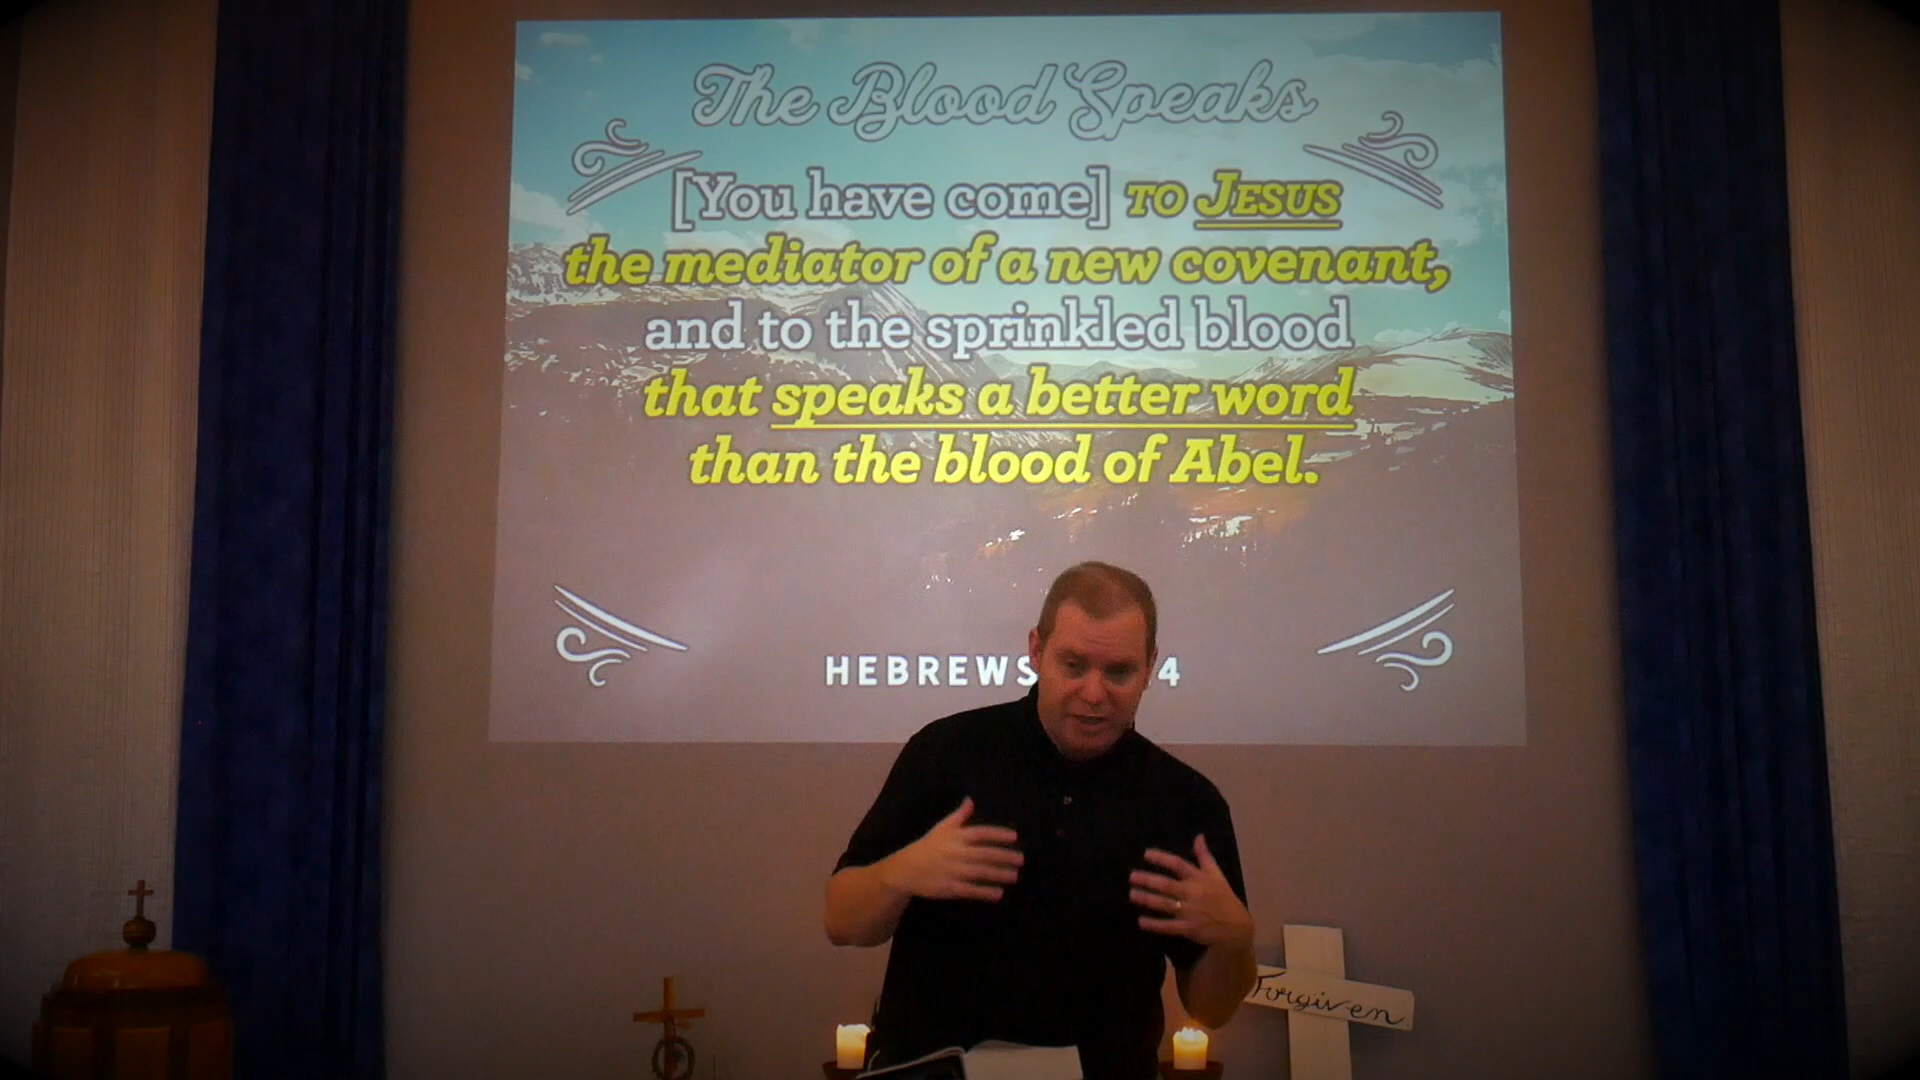 The Blood Speaks
[You have come] TO JESUS
the mediator of a new covenant,
and to the sprinkled blood
that speaks a better word
than the blood of Abel.
HEBREWS 4
Forgiven